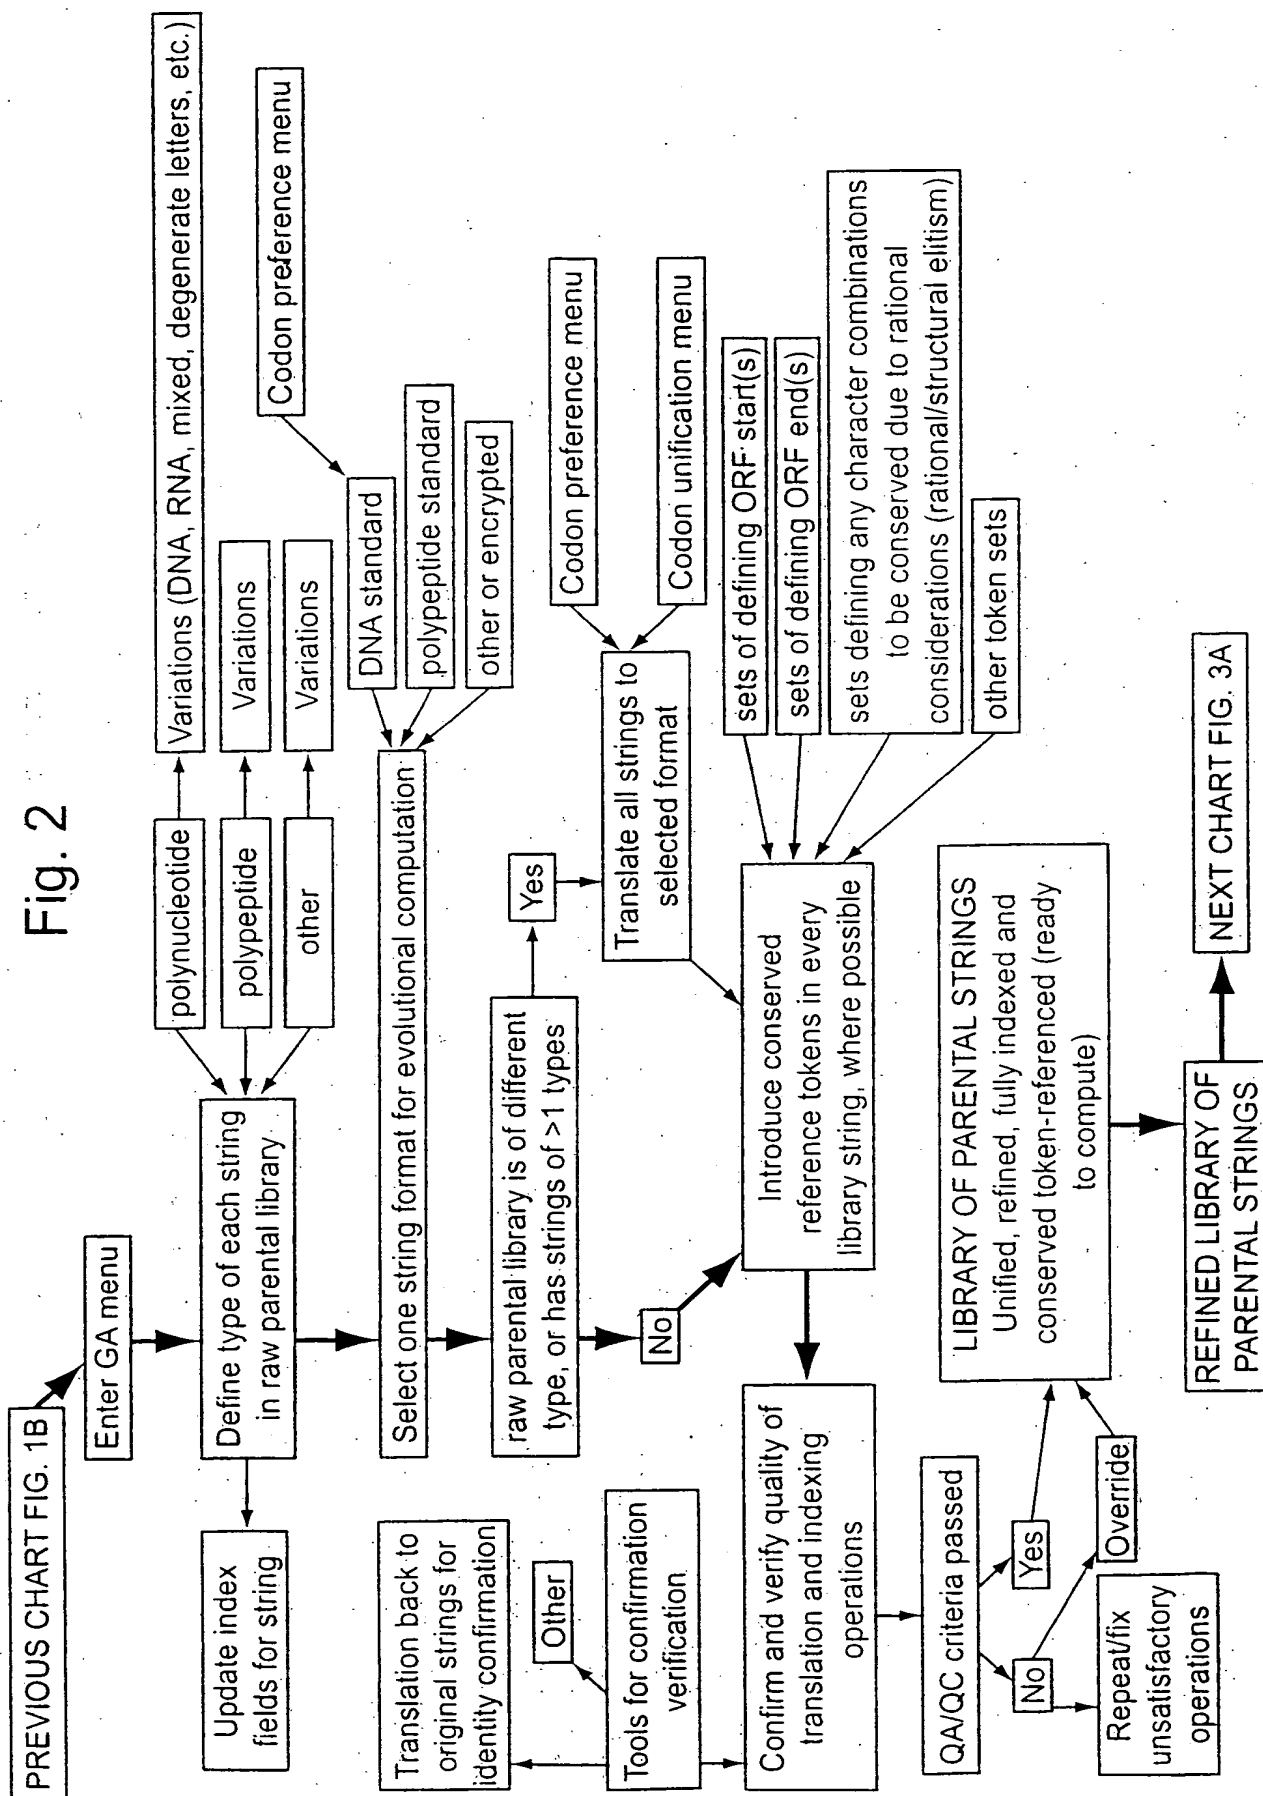 Fig. 2
PREVIOUS CHART FIG. 1B
Enter GA menu
Define type of each string
in raw parental library
Update index
fields for string
polynucleotide
polypeptide
other
Variations (DNA, RNA, mixed, degenerate letters, etc.)
Variations
Variations
Codon preference menu
Select one string format for evolutional computation
DNA standard
polypeptide standard
other or encrypted
raw parental library is of different
type, or has strings of >1 types
Yes
No
Translate all strings to
selected format
Codon preference menu
Codon unification menu
Translation back to
original strings for
identity confirmation
Other
Tools for confirmation
verification
Introduce conserved
reference tokens in every
library string, where possible
sets of defining ORF start(s)
sets of defining ORF end(s)
sets defining any character combinations
to be conserved due to rational
considerations (rational/structural elitism)
other token sets
Confirm and verify quality of
translation and indexing
operations
QA/QC criteria passed
Yes
No
Override
Repeat/fix
unsatisfactory
operations
LIBRARY OF PARENTAL STRINGS
Unified, refined, fully indexed and
conserved token-referenced (ready
to compute)
REFINED LIBRARY OF
PARENTAL STRINGS
NEXT CHART FIG. 3A